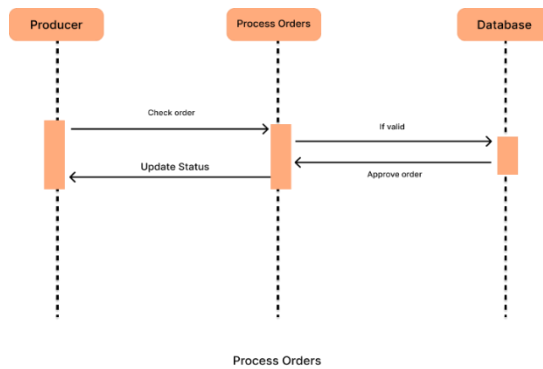 Producer
Process Orders
Database
Check order
If valid
Update Status
Approve order
Process Orders